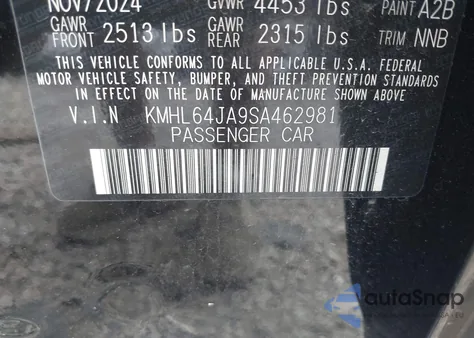 NOV/2024 GVWR 4453 lbs PAINT A2B
GAWR FRONT 2513 lbs GAWR REAR 2315 lbs TRIM NNB
THIS VEHICLE CONFORMS TO ALL APPLICABLE U.S.A. FEDERAL
MOTOR VEHICLE SAFETY, BUMPER, AND THEFT PREVENTION STANDARDS
IN EFFECT ON THE DATE OF MANUFACTURE SHOWN ABOVE.
V.I.N KMHL64JA9SA462981
PASSENGER CAR
autoSnap